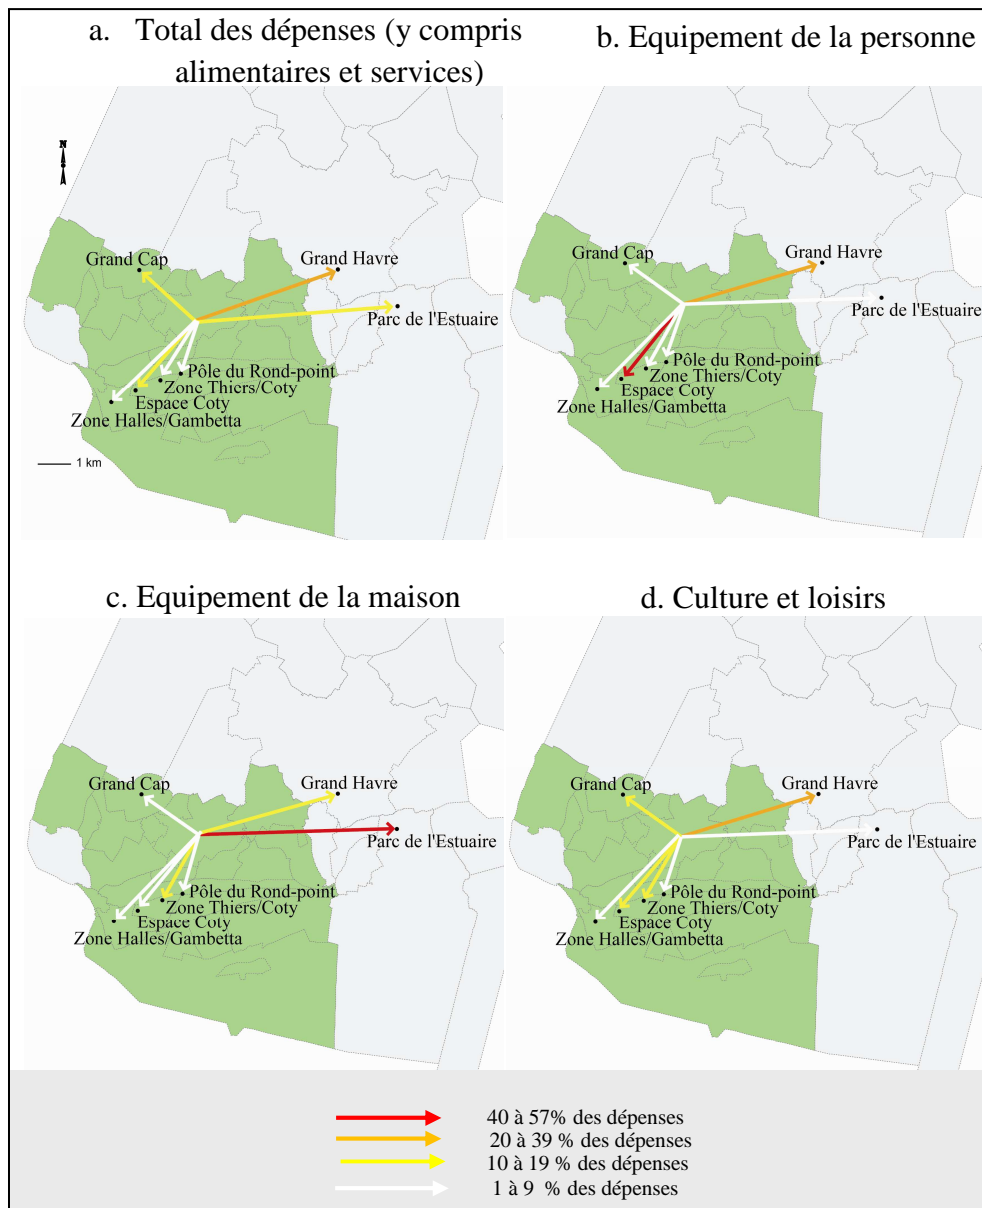 a. Total des dépenses (y compris
alimentaires et services)
b. Equipement de la personne
N
Grand Cap
Grand Havre
Parc de l'Estuaire
Pôle du Rond-point
Zone Thiers/Coty
Espace Coty
Zone Halles/Gambetta
1 km
Grand Cap
Grand Havre
Parc de l'Estuaire
Pôle du Rond-point
Zone Thiers/Coty
Espace Coty
Zone Halles/Gambetta
c. Equipement de la maison
d. Culture et loisirs
Grand Cap
Grand Havre
Parc de l'Estuaire
Pôle du Rond-point
Zone Thiers/Coty
Espace Coty
Zone Halles/Gambetta
Grand Cap
Grand Havre
Parc de l'Estuaire
Pôle du Rond-point
Zone Thiers/Coty
Espace Coty
Zone Halles/Gambetta
40 à 57% des dépenses
20 à 39 % des dépenses
10 à 19 % des dépenses
1 à 9 % des dépenses